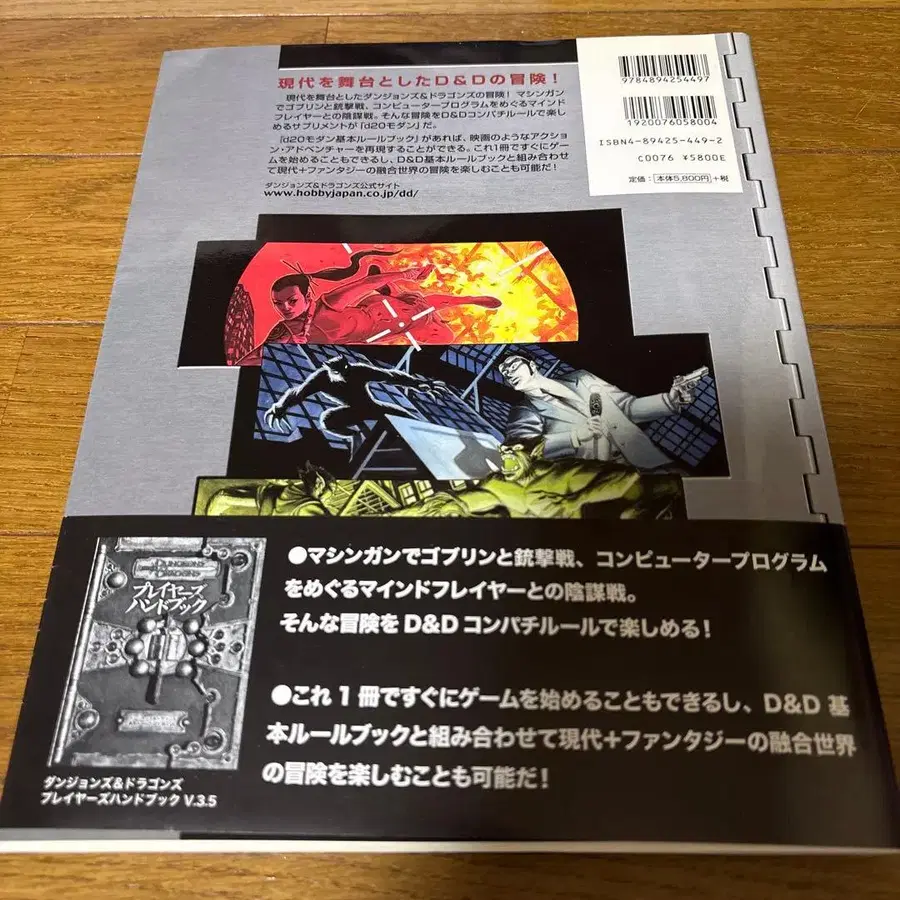 現代を舞台としたD&Dの冒険！
現代を舞台としたダンジョンズ&ドラゴンズの冒険！ マシンガン
でゴブリンと銃撃戦、コンピュータープログラムをめぐるマインド
フレイヤーとの陰謀戦。そんな冒険をD&Dコンパチルールで楽し
めるサプリメントが「d20モダン」だ。
『d20モダン基本ルールブック』があれば、映画のようなアクショ
ン・アドベンチャーを再現することができる。これ1冊ですぐにゲー
ムを始めることもできるし、D&D基本ルールブックと組み合わせ
て現代+ファンタジーの融合世界の冒険を楽しむことも可能だ！
ダンジョンズ&ドラゴンズ公式サイト
www.hobbyjapan.co.jp/dd/
9784894254497
1920076058004
ISBN4-89425-449-2
C0076 ¥5800E
定価：本体5,800円+税
●マシンガンでゴブリンと銃撃戦、コンピュータープログラム
をめぐるマインドフレイヤーとの陰謀戦。
そんな冒険をD&Dコンパチルールで楽しめる！
●これ1冊ですぐにゲームを始めることもできるし、D&D基
本ルールブックと組み合わせて現代+ファンタジーの融合世界
の冒険を楽しむことも可能だ！
DUNGEONS
DRAGONS
プレイヤーズ
ハンドブック
ダンジョンズ&ドラゴンズ
プレイヤーズハンドブック V.3.5